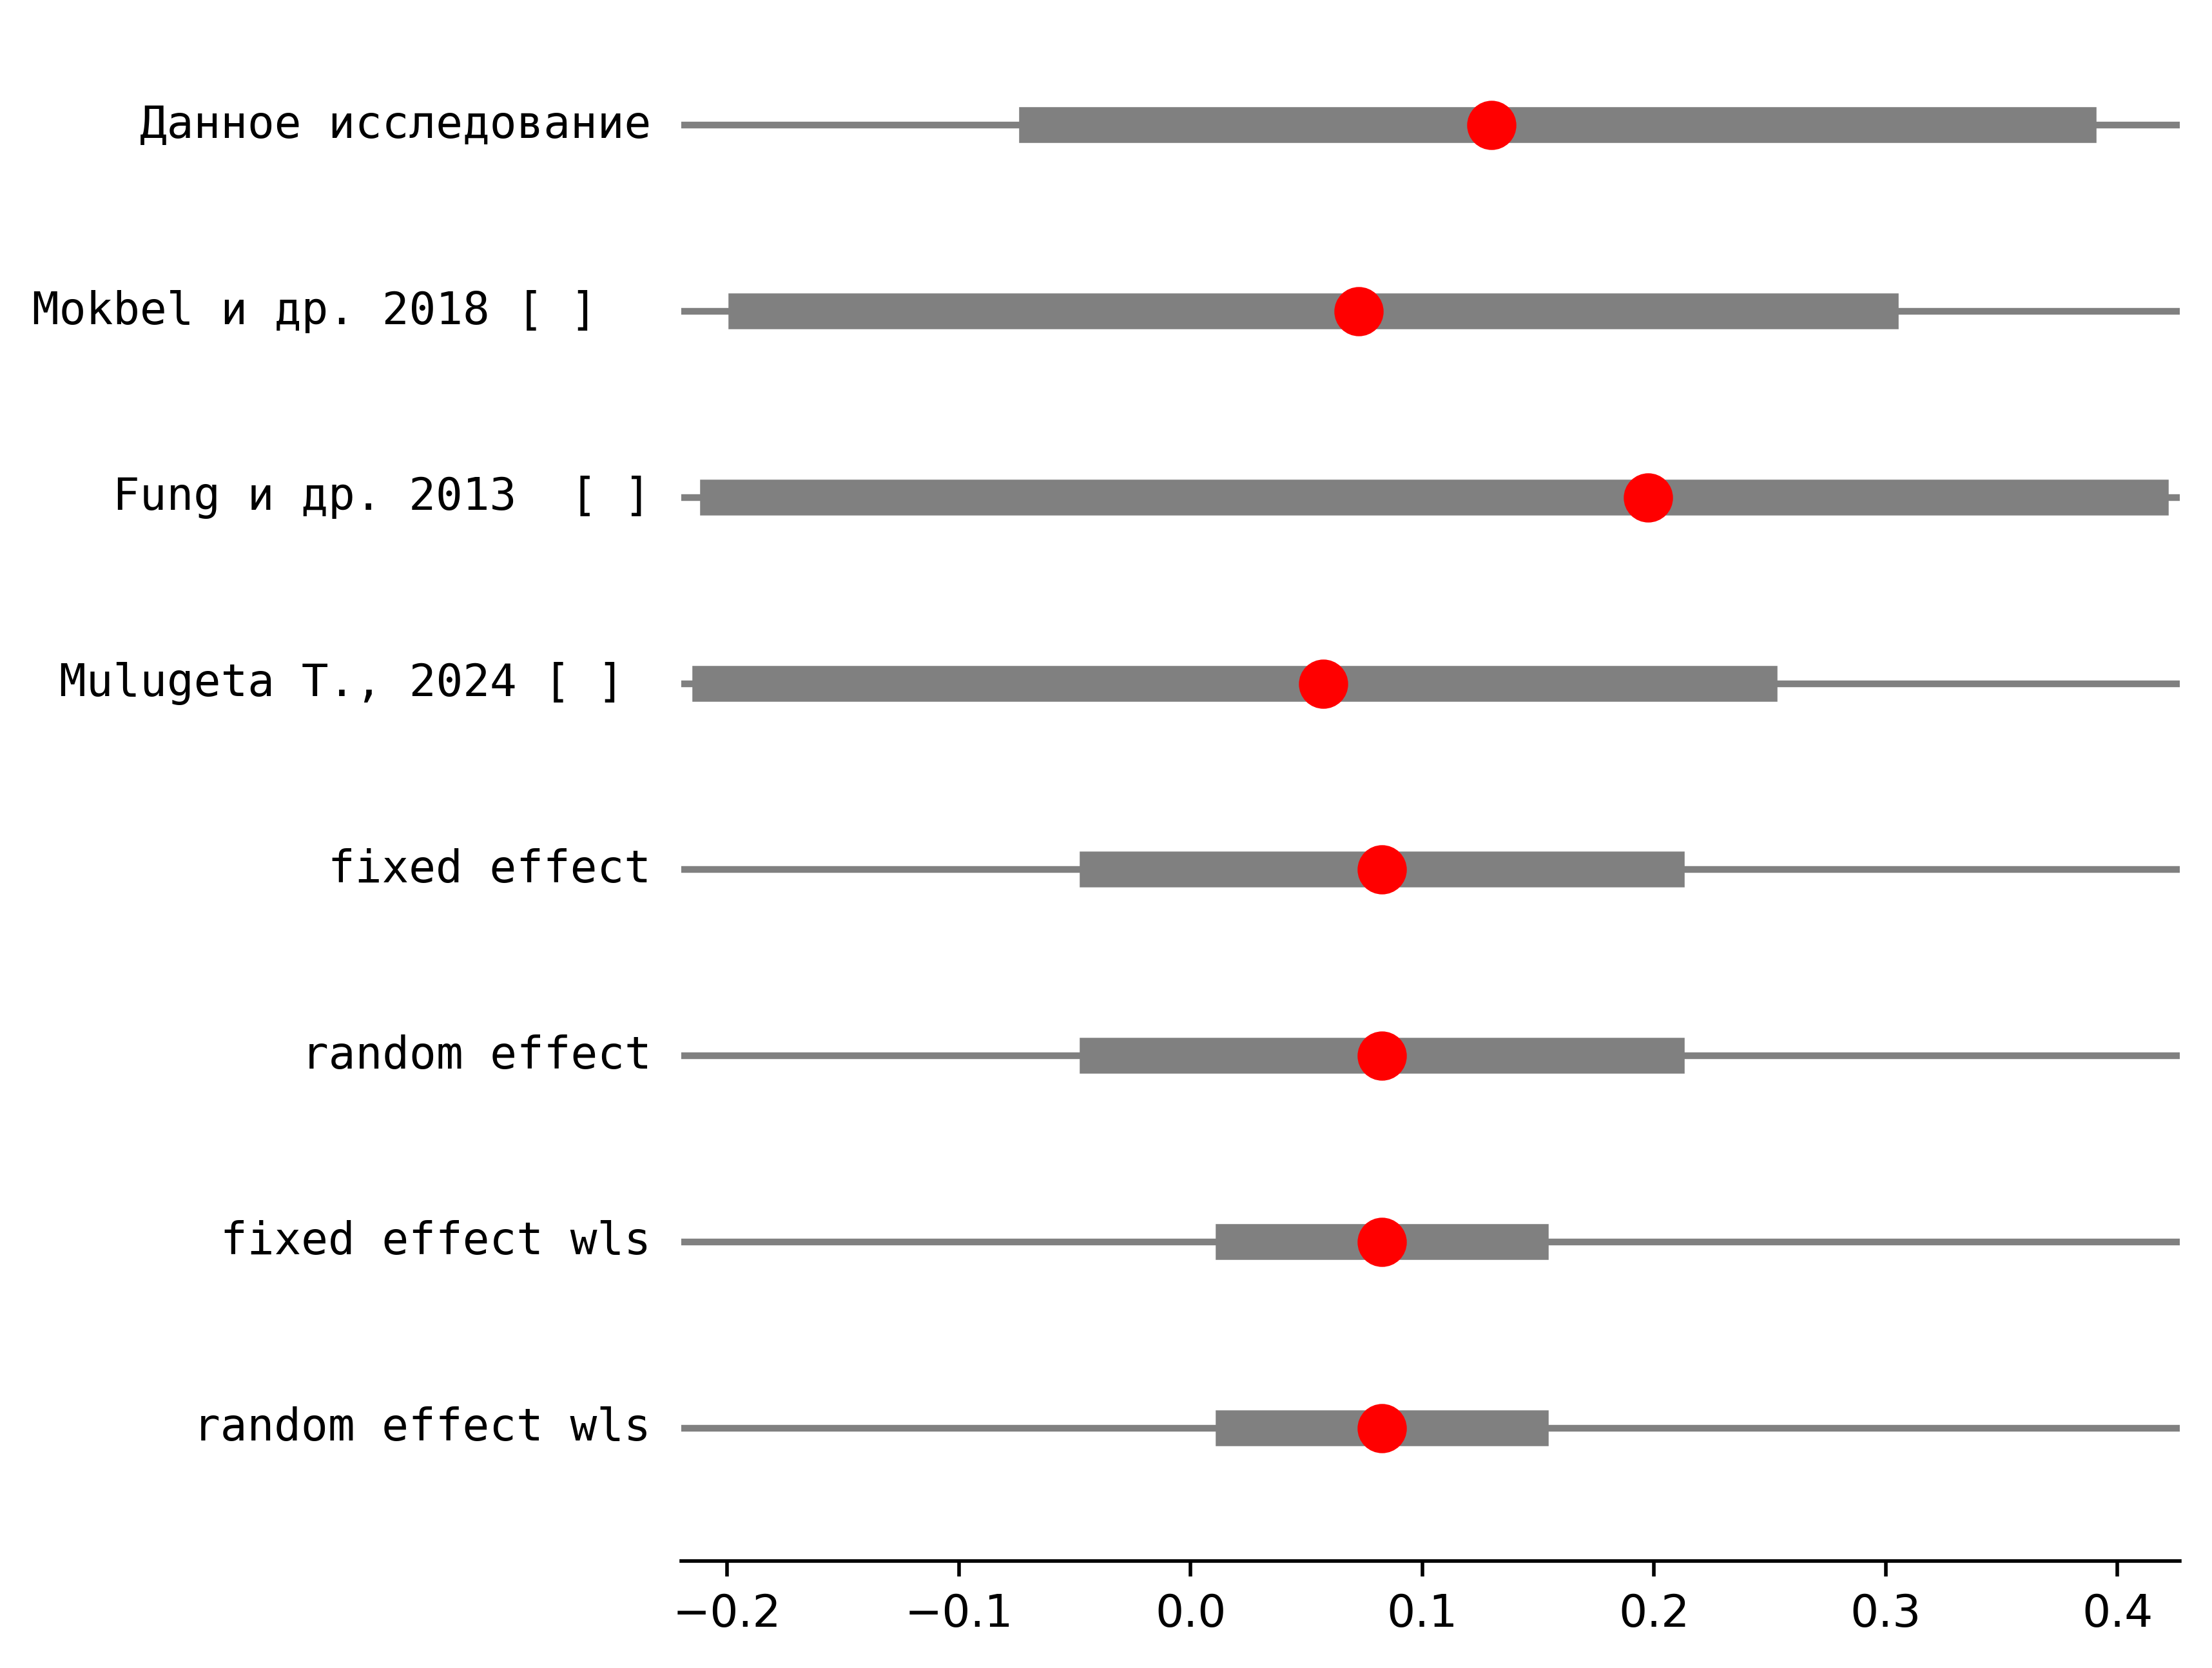 Данное исследование
Mokbel и др. 2018 [ ]
Fung и др. 2013  [ ]
Mulugeta T., 2024 [ ]
fixed effect
random effect
fixed effect wls
random effect wls
−0.2 −0.1 0.0 0.1 0.2 0.3 0.4